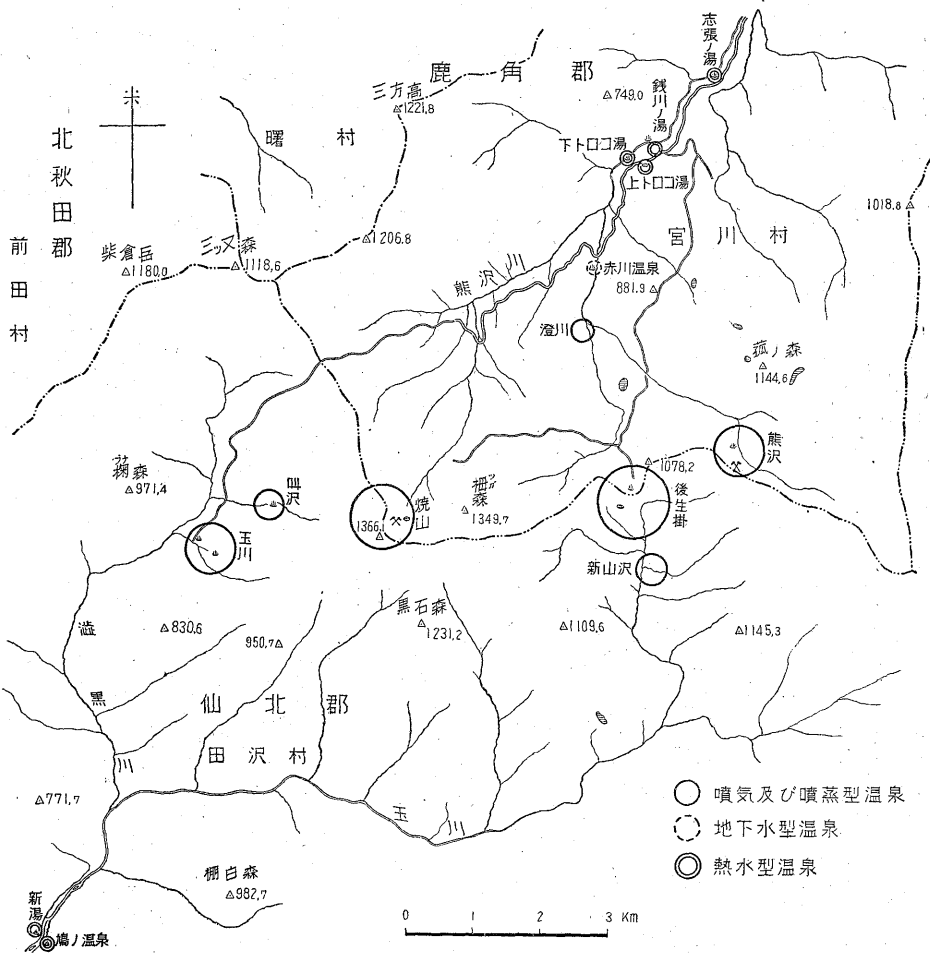 志張ノ湯
鹿角郡
三方高
1221.8
749.0
銭川ノ湯
曙村
北秋田郡
下トロコ湯
上トロコ湯
1018.8
前田村
宮川村
1206.8
柴倉岳
1180.0
三ッ又森
1118.6
熊沢川
赤川温泉
881.9
澄川
菰ノ森
1144.6
熊沢
1078.2
後生掛
971.4
玉川
焼山
1366.1
栂森
1349.7
新山沢
黒石森
1231.2
澁黒川
830.6
950.7
1109.6
1145.3
仙北郡
田沢村
771.7
玉川
棚白森
982.7
新湯
鳩ノ温泉
噴気及び噴蒸型温泉
地下水型温泉
熱水型温泉
0 1 2 3 Km